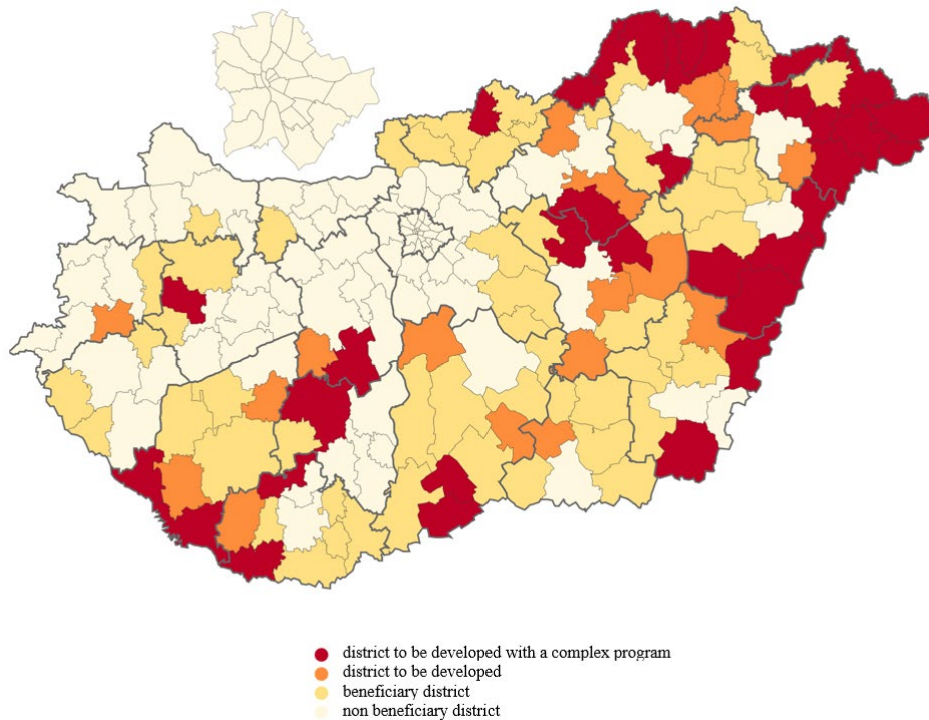 district to be developed with a complex program
district to be developed
beneficiary district
non beneficiary district